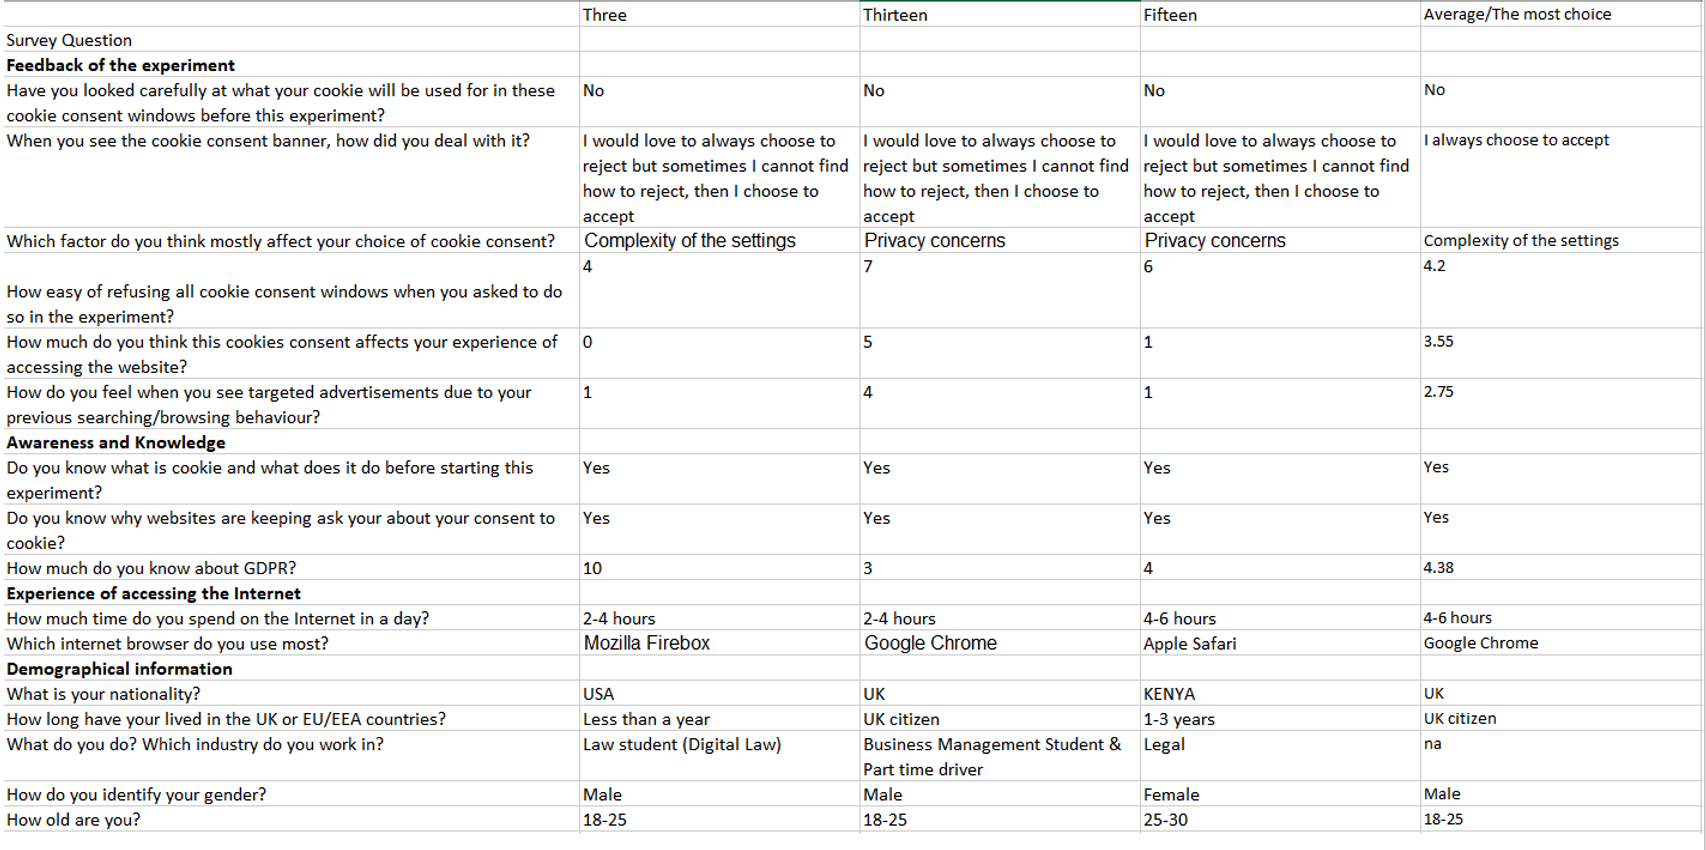 Three Thirteen Fifteen Average/The most choice
Survey Question
Feedback of the experiment
Have you looked carefully at what your cookie will be used for in these No No No No
cookie consent windows before this experiment?
When you see the cookie consent banner, how did you deal with it? I would love to always choose to I would love to always choose to I would love to always choose to I always choose to accept
reject but sometimes I cannot find reject but sometimes I cannot find reject but sometimes I cannot find
how to reject, then I choose to how to reject, then I choose to how to reject, then I choose to
accept accept accept
Which factor do you think mostly affect your choice of cookie consent? Complexity of the settings Privacy concerns Privacy concerns Complexity of the settings
4 7 6 4.2
How easy of refusing all cookie consent windows when you asked to do
so in the experiment?
How much do you think this cookies consent affects your experience of 0 5 1 3.55
accessing the website?
How do you feel when you see targeted advertisements due to your 1 4 1 2.75
previous searching/browsing behaviour?
Awareness and Knowledge
Do you know what is cookie and what does it do before starting this Yes Yes Yes Yes
experiment?
Do you know why websites are keeping ask your about your consent to Yes Yes Yes Yes
cookie?
How much do you know about GDPR? 10 3 4 4.38
Experience of accessing the Internet
How much time do you spend on the Internet in a day? 2-4 hours 2-4 hours 4-6 hours 4-6 hours
Which internet browser do you use most? Mozilla Firebox Google Chrome Apple Safari Google Chrome
Demographical information
What is your nationality? USA UK KENYA UK
How long have your lived in the UK or EU/EEA countries? Less than a year UK citizen 1-3 years UK citizen
What do you do? Which industry do you work in? Law student (Digital Law) Business Management Student & Legal na
Part time driver
How do you identify your gender? Male Male Female Male
How old are you? 18-25 18-25 25-30 18-25